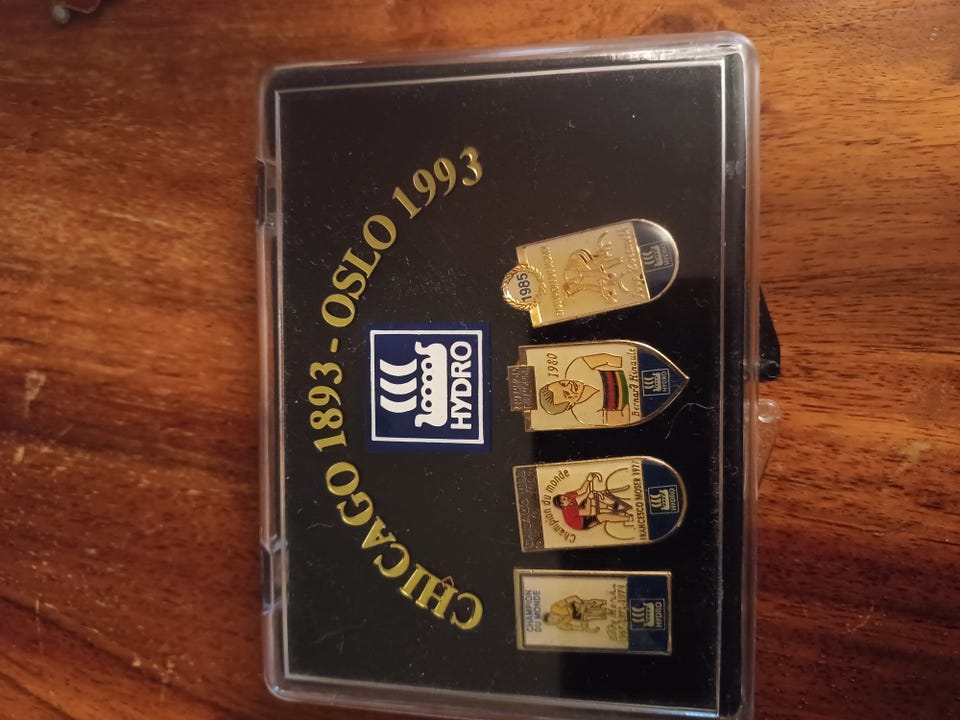 CHICAGO 1893 - OSLO 1993
HYDRO
CHAMPION
DU MONDE
HYDRO
Champion du monde
FRANCESCO MOSER 1977
HYDRO
1980
Bernard Hinault
HYDRO
1985
HYDRO